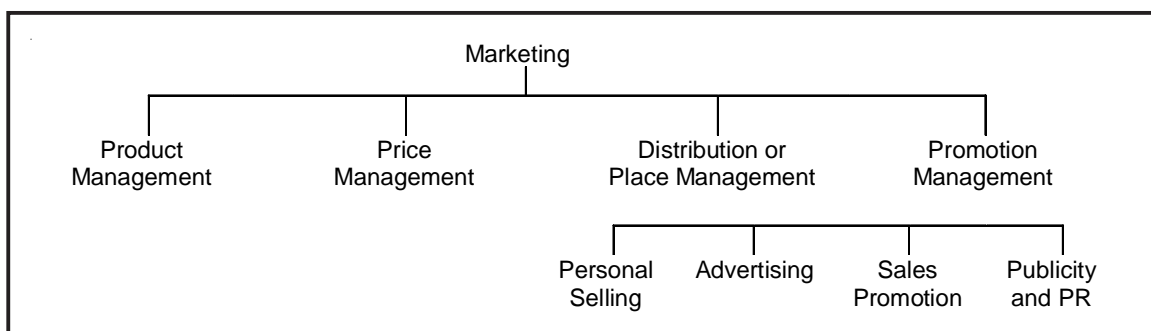 Marketing
Product
Management
Price
Management
Distribution or
Place Management
Promotion
Management
Personal
Selling
Advertising
Sales
Promotion
Publicity
and PR